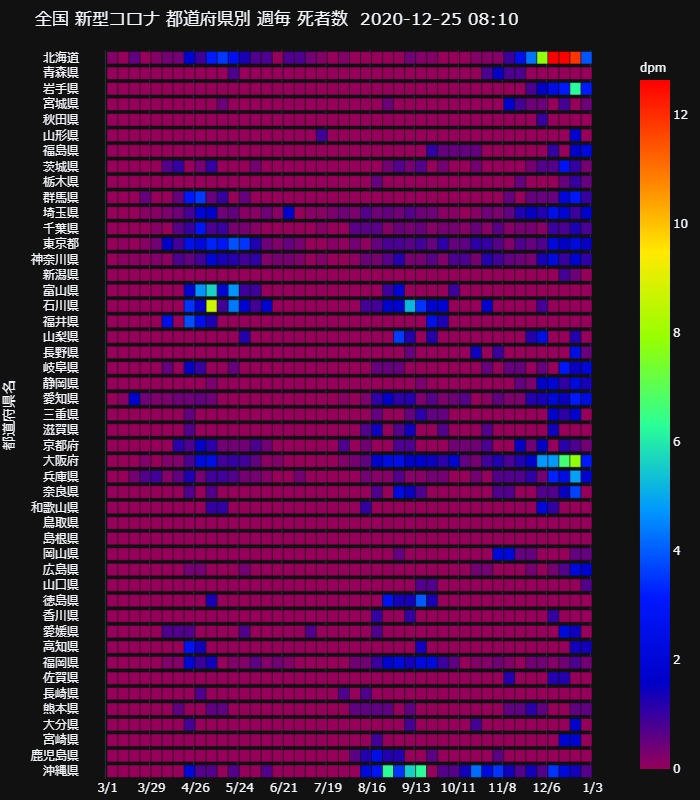 全国 新型コロナ 都道府県別 週毎 死者数 2020-12-25 08:10
dpm
都道府県名
北海道
青森県
岩手県
宮城県
秋田県
山形県
福島県
茨城県
栃木県
群馬県
埼玉県
千葉県
東京都
神奈川県
新潟県
富山県
石川県
福井県
山梨県
長野県
岐阜県
静岡県
愛知県
三重県
滋賀県
京都府
大阪府
兵庫県
奈良県
和歌山県
鳥取県
島根県
岡山県
広島県
山口県
徳島県
香川県
愛媛県
高知県
福岡県
佐賀県
長崎県
熊本県
大分県
宮崎県
鹿児島県
沖縄県
3/1 3/29 4/26 5/24 6/21 7/19 8/16 9/13 10/11 11/8 12/6 1/3
12
10
8
6
4
2
0